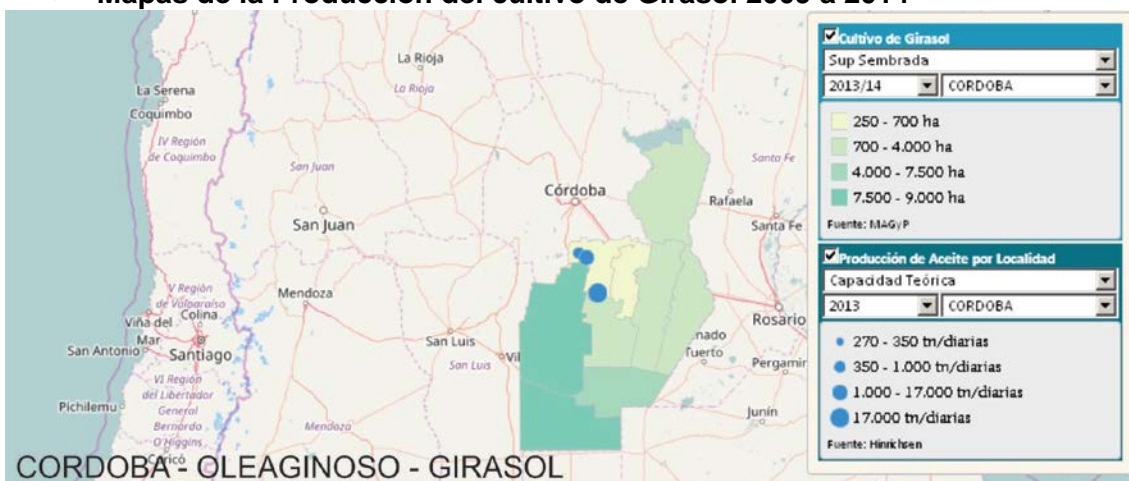 Mapas de la Producción del cultivo de Girasol 2009 a 2014
La Rioja
La Rioja
La Serena
Coquimbo
IV Región
de Coquimbo
San Juan
Santa Fe
Córdoba
Rafaela
San Juan
Santa Fe
V Región
de Valparaíso
Mendoza
Viña del
Mar
Colina
Rosario
San Luis
San Antonio
Santiago
San Luis
Vil
nado
Tuerto
Pergamin
VI Región
del Libertador
General
Bernardo
O'Higgins
Pichilemu
Mendoza
Junín
Curicó
CORDOBA - OLEAGINOSO - GIRASOL
Cultivo de Girasol
Sup Sembrada
2013/14 CORDOBA
250 - 700 ha
700 - 4.000 ha
4.000 - 7.500 ha
7.500 - 9.000 ha
Fuente: MAGyP
Producción de Aceite por Localidad
Capacidad Teórica
2013 CORDOBA
270 - 350 tn/diarias
350 - 1.000 tn/diarias
1.000 - 17.000 tn/diarias
17.000 tn/diarias
Fuente: Hinrichsen